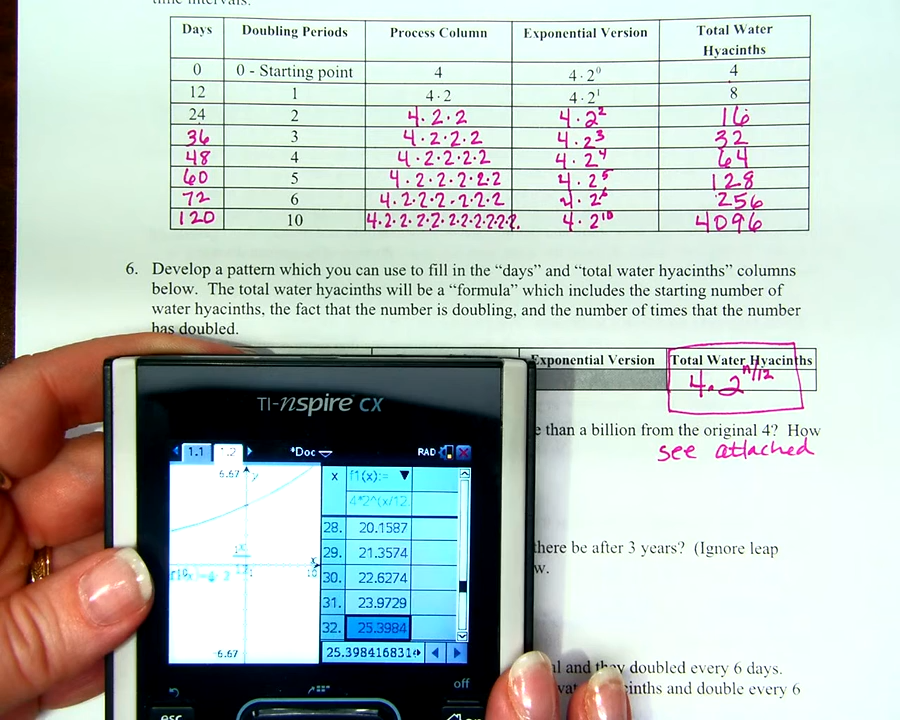 time intervals.
Days Doubling Periods Process Column Exponential Version Total Water Hyacinths
0 0 - Starting point 4 4 · 2⁰ 4
12 1 4 · 2 4 · 2¹ 8
24 2 4 · 2 · 2 4 · 2² 16
36 3 4 · 2 · 2 · 2 4 · 2³ 32
48 4 4 · 2 · 2 · 2 · 2 4 · 2⁴ 64
60 5 4 · 2 · 2 · 2 · 2 · 2 4 · 2⁵ 128
72 6 4 · 2 · 2 · 2 · 2 · 2 · 2 4 · 2⁶ 256
120 10 4 · 2 · 2 · 2 · 2 · 2 · 2 · 2 · 2 · 2 · 2 4 · 2¹⁰ 4096
6. Develop a pattern which you can use to fill in the “days” and “total water hyacinths” columns
below. The total water hyacinths will be a “formula” which includes the starting number of
water hyacinths, the fact that the number is doubling, and the number of times that the number
has doubled.
Exponential Version Total Water Hyacinths
4 · 2^(n/12)
than a billion from the original 4? How
see attached
there be after 3 years? (Ignore leap
and they doubled every 6 days.
and double every 6
TI-nspire CX
1.1 1.2 *Doc RAD
6.67 y x f1(x):=
4*2^(x/12
28. 20.1587
29. 21.3574
30. 22.6274
31. 23.9729
32. 25.3984
x 10
-6.67
25.398416831
off
esc